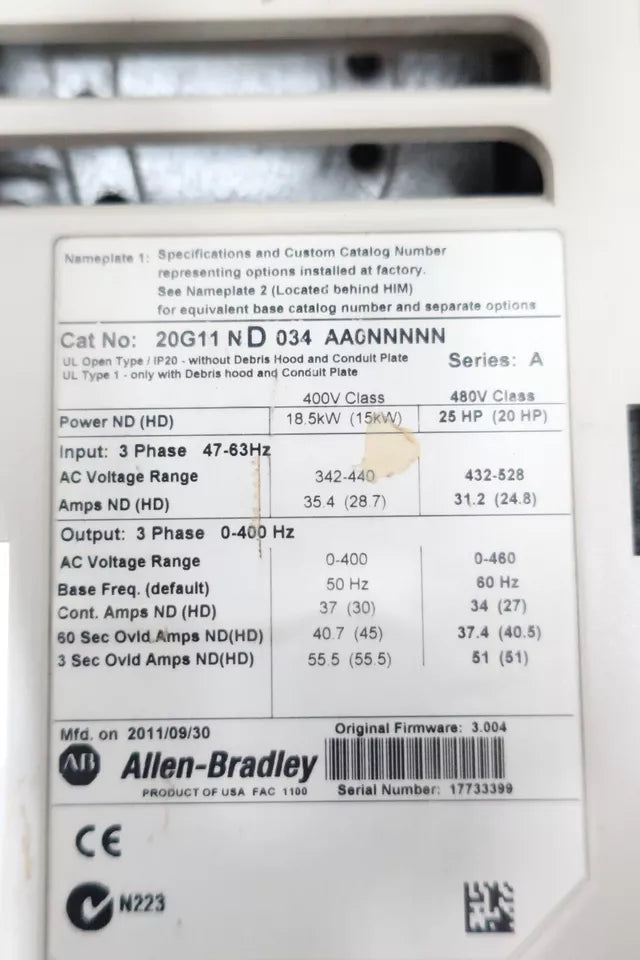 Nameplate 1: Specifications and Custom Catalog Number
representing options installed at factory.
See Nameplate 2 (Located behind HIM)
for equivalent base catalog number and separate options
Cat No: 20G11 N D 034 AA0NNNNN
UL Open Type / IP20 - without Debris Hood and Conduit Plate
UL Type 1 - only with Debris hood and Conduit Plate
Series: A
400V Class 480V Class
Power ND (HD) 18.5kW (15kW) 25 HP (20 HP)
Input: 3 Phase 47-63Hz
AC Voltage Range 342-440 432-528
Amps ND (HD) 35.4 (28.7) 31.2 (24.8)
Output: 3 Phase 0-400 Hz
AC Voltage Range 0-400 0-460
Base Freq. (default) 50 Hz 60 Hz
Cont. Amps ND (HD) 37 (30) 34 (27)
60 Sec Ovld Amps ND(HD) 40.7 (45) 37.4 (40.5)
3 Sec Ovld Amps ND(HD) 55.5 (55.5) 51 (51)
Mfd. on 2011/09/30 Original Firmware: 3.004
AB Allen-Bradley
PRODUCT OF USA FAC 1100 Serial Number: 17733399
CE
N223